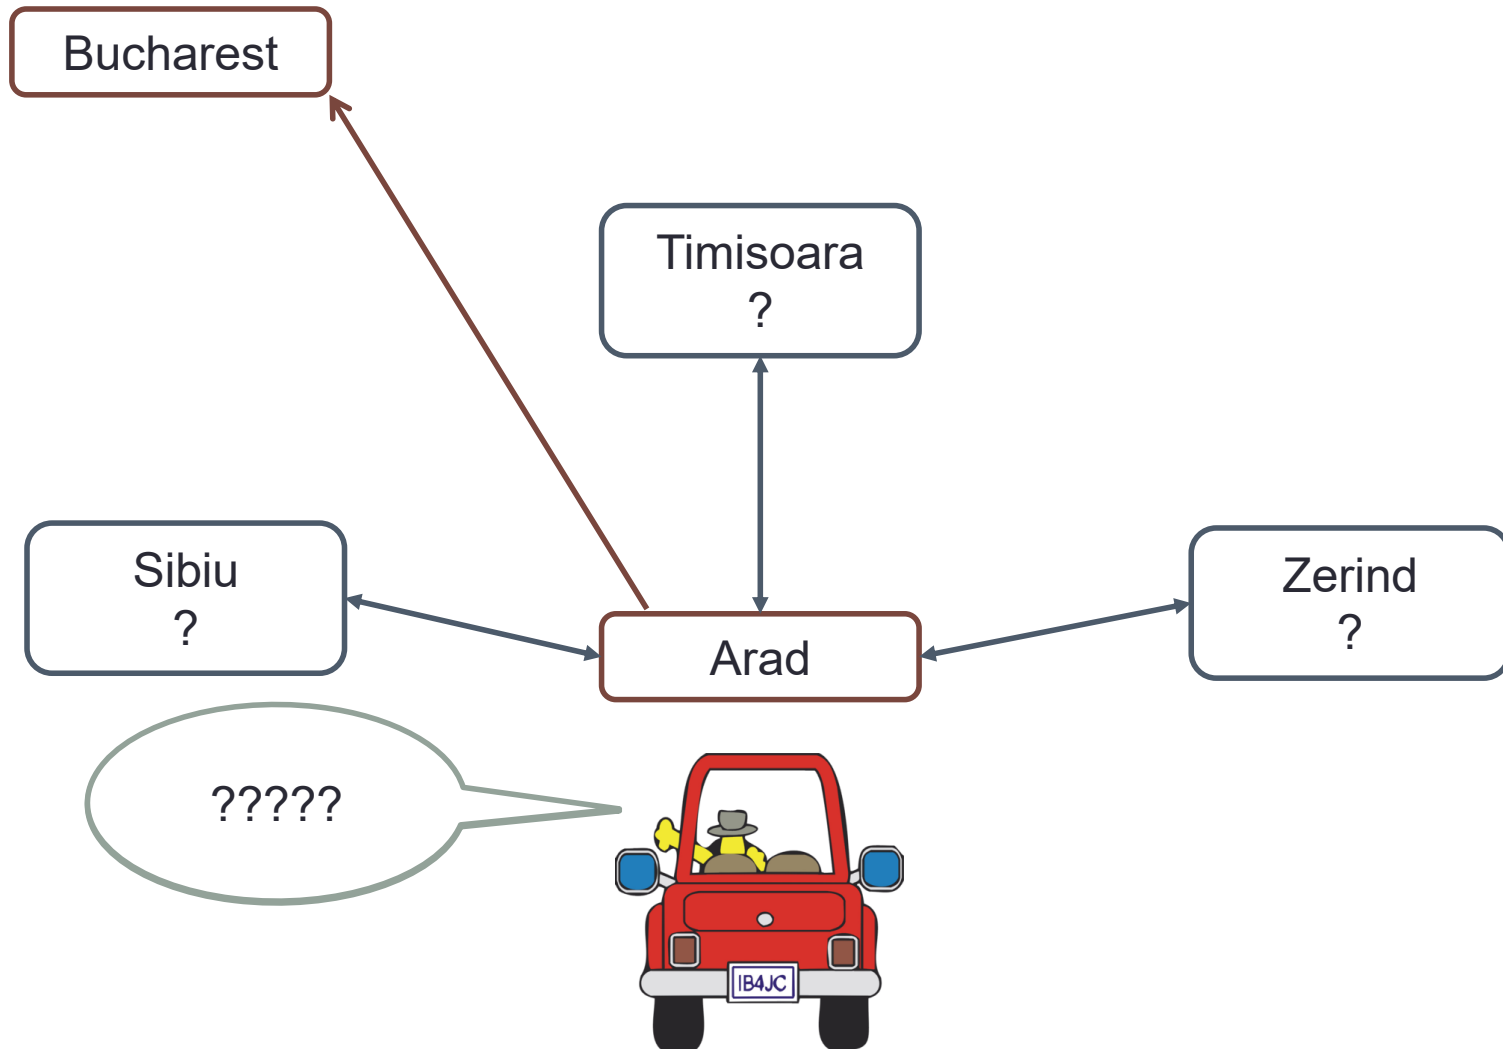 Bucharest
Timisoara
?
Sibiu
?
Zerind
?
Arad
?????
IB4JC